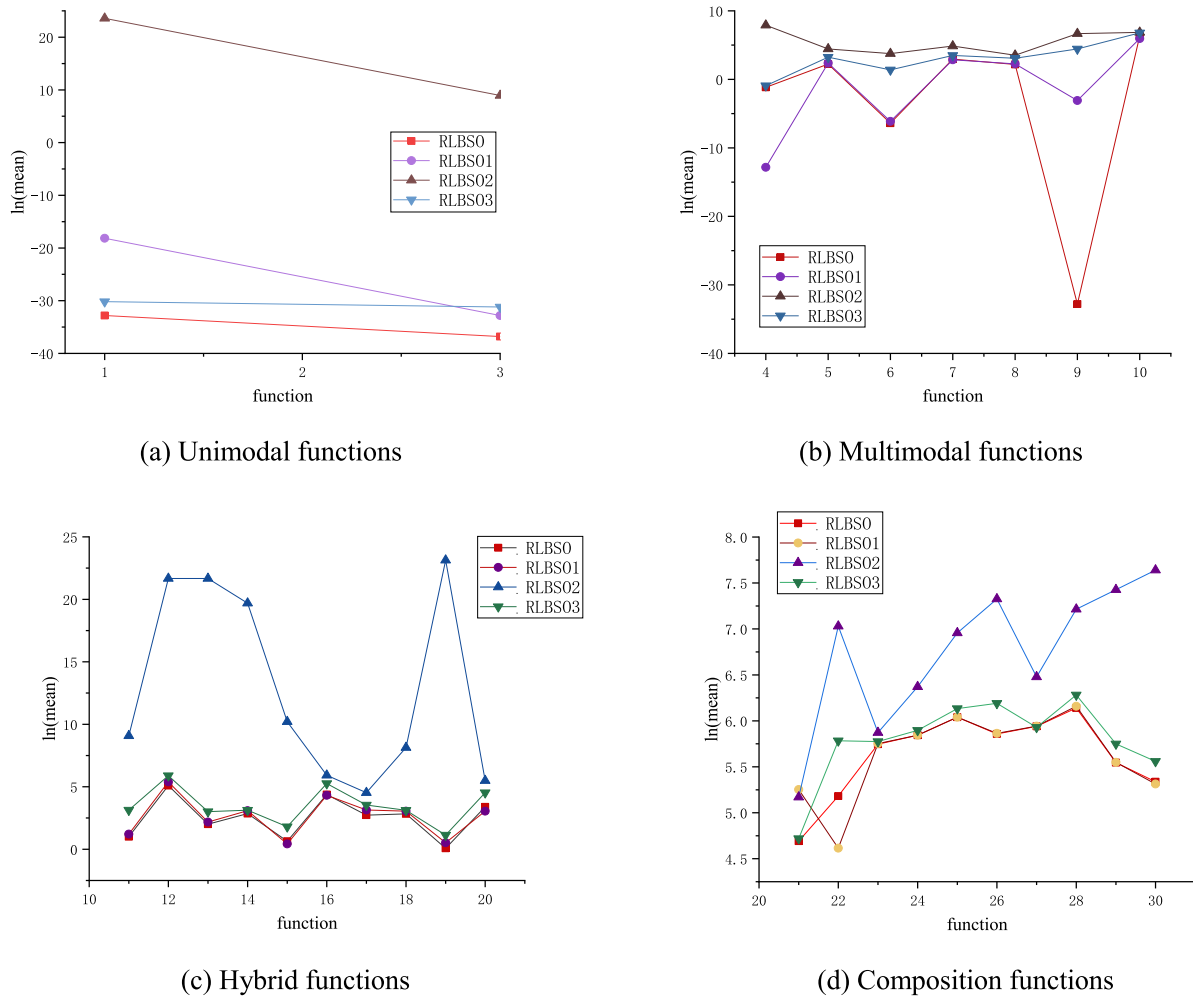 20
10
0
-10
-20
-30
-40
ln(mean)
1
2
3
function
RLBSO
RLBSO1
RLBSO2
RLBSO3
(a) Unimodal functions
10
0
-10
-20
-30
-40
ln(mean)
4
5
6
7
8
9
10
function
RLBSO
RLBSO1
RLBSO2
RLBSO3
(b) Multimodal functions
25
20
15
10
5
0
ln(mean)
10
12
14
16
18
20
function
RLBSO
RLBSO1
RLBSO2
RLBSO3
(c) Hybrid functions
8.0
7.5
7.0
6.5
6.0
5.5
5.0
4.5
ln(mean)
20
22
24
26
28
30
function
RLBSO
RLBSO1
RLBSO2
RLBSO3
(d) Composition functions